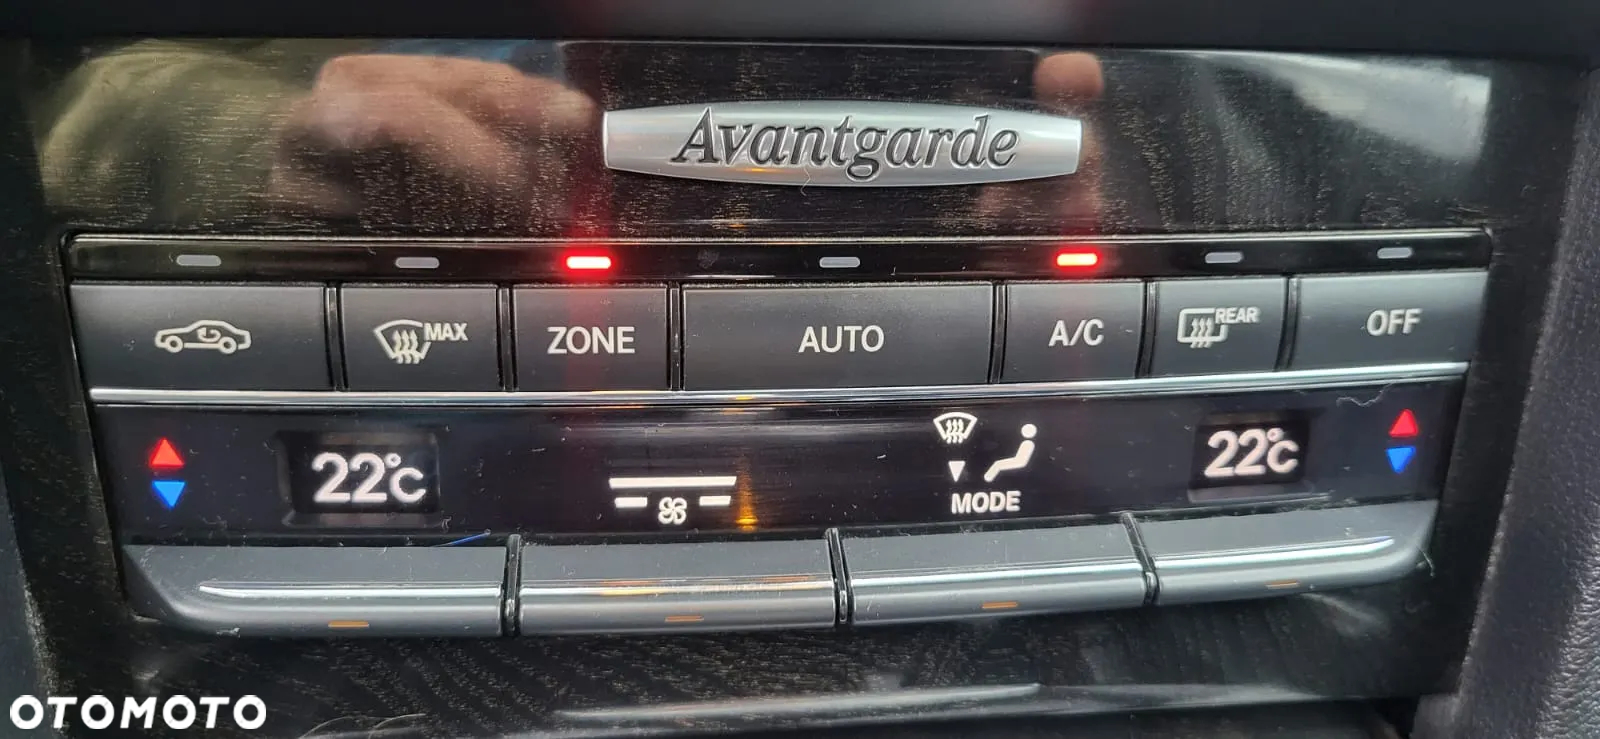 Avantgarde
MAX
ZONE
AUTO
A/C
REAR
OFF
22°C
MODE
22°C
OTOMOTO